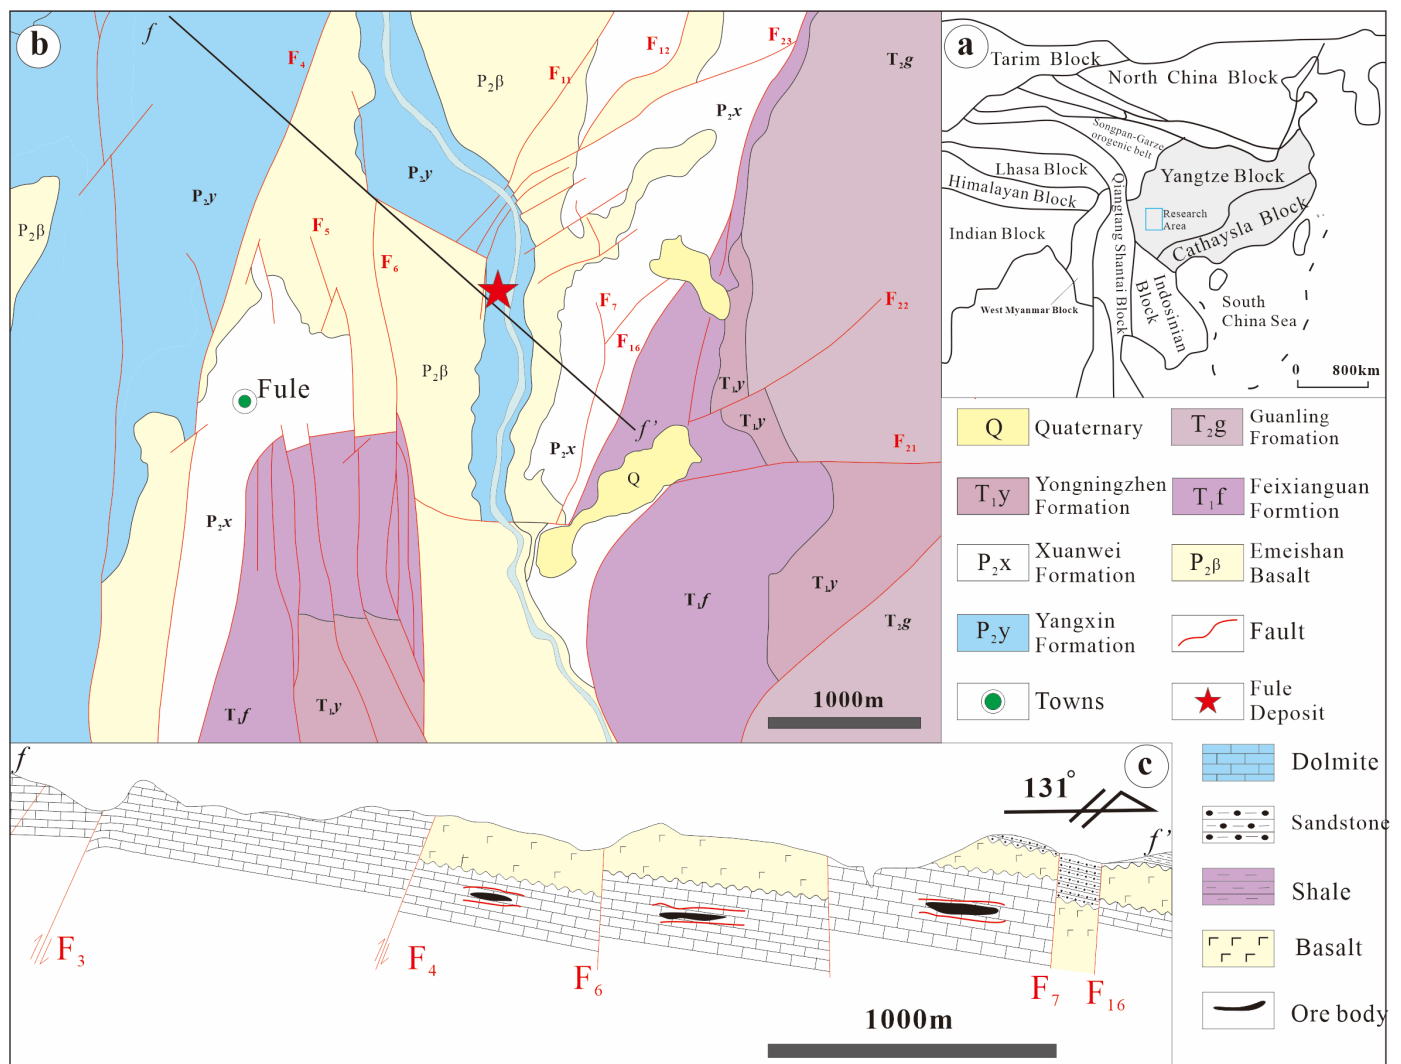 b
f
F4
F11
F12
F23
T2g
P2β
P2x
P2y
P2y
P2β
F5
F6
F7
F16
F22
P2β
T1y
T1y
Fule
f'
F21
P2x
Q
P2x
T1f
T1y
T2g
T1f
T1y
1000m
a
Tarim Block
North China Block
Songpan-Garze
orogenic belt
Lhasa Block
Himalayan Block
Yangtze Block
Qiangtang Shantai Block
Research
Area
Cathaysla Block
Indian Block
West Myanmar Block
Indosinian
Block
South
China Sea
0
800km
Q
Quaternary
T2g
Guanling
Fromation
T1y
Yongningzhen
Formation
T1f
Feixianguan
Formtion
P2x
Xuanwei
Formation
P2β
Emeishan
Basalt
P2y
Yangxin
Formation
Fault
Towns
Fule
Deposit
Dolmite
Sandstone
Shale
Basalt
Ore body
f
c
131°
f'
F3
F4
F6
F7
F16
1000m